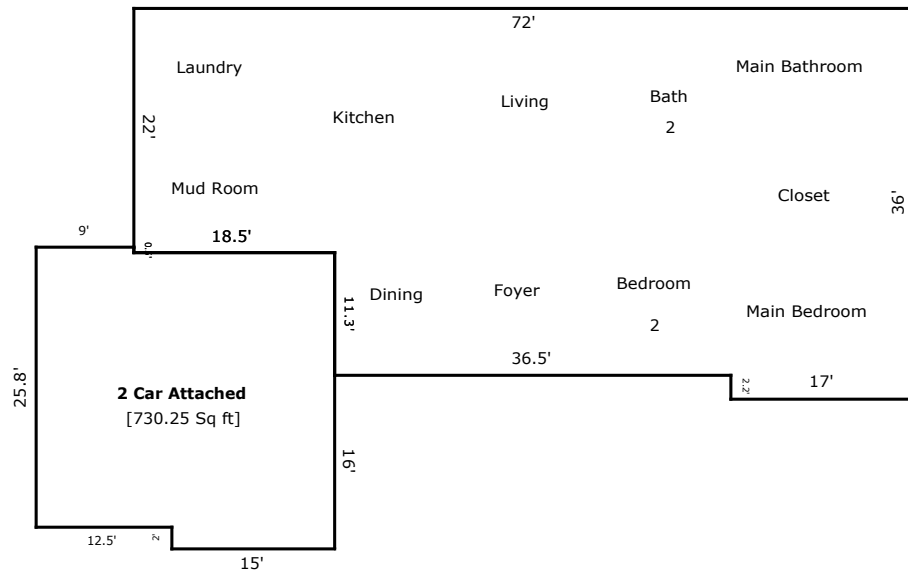 72'
Laundry
Main Bathroom
Living
Bath
2
Kitchen
22'
Mud Room
Closet
36'
9'
0.5'
18.5'
Dining
Foyer
Bedroom
2
11.3'
Main Bedroom
36.5'
2.2'
17'
25.8'
2 Car Attached
[730.25 Sq ft]
16'
12.5'
2'
15'